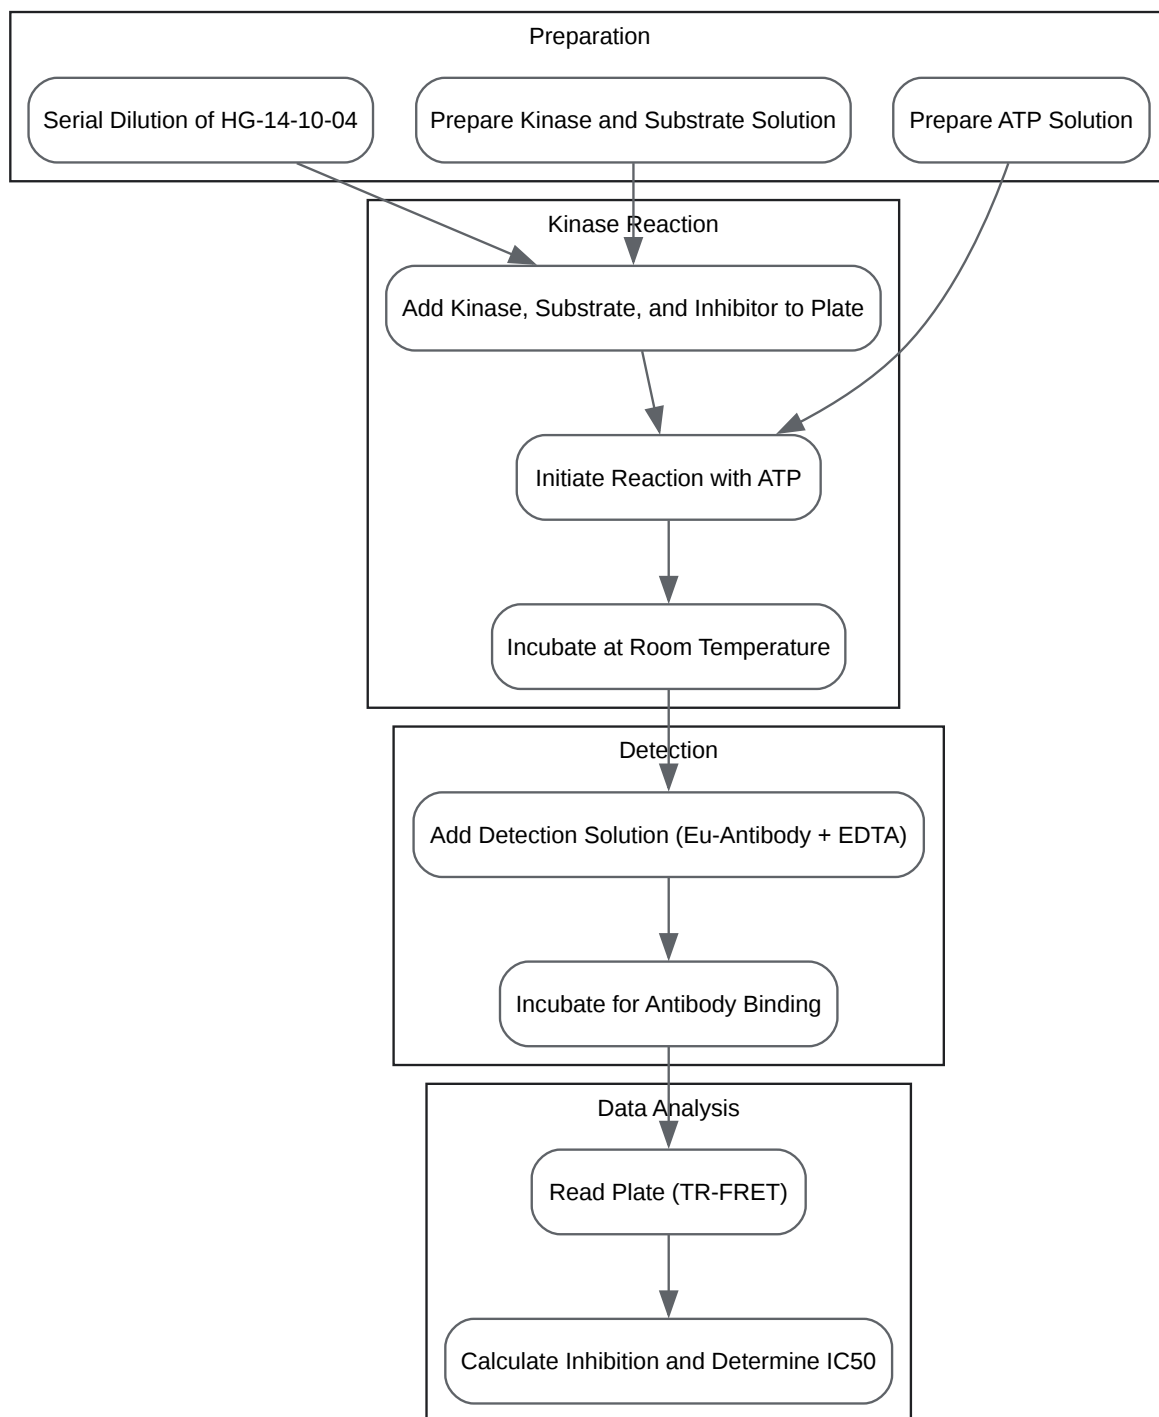 Preparation
Serial Dilution of HG-14-10-04
Prepare Kinase and Substrate Solution
Prepare ATP Solution
Kinase Reaction
Add Kinase, Substrate, and Inhibitor to Plate
Initiate Reaction with ATP
Incubate at Room Temperature
Detection
Add Detection Solution (Eu-Antibody + EDTA)
Incubate for Antibody Binding
Data Analysis
Read Plate (TR-FRET)
Calculate Inhibition and Determine IC50